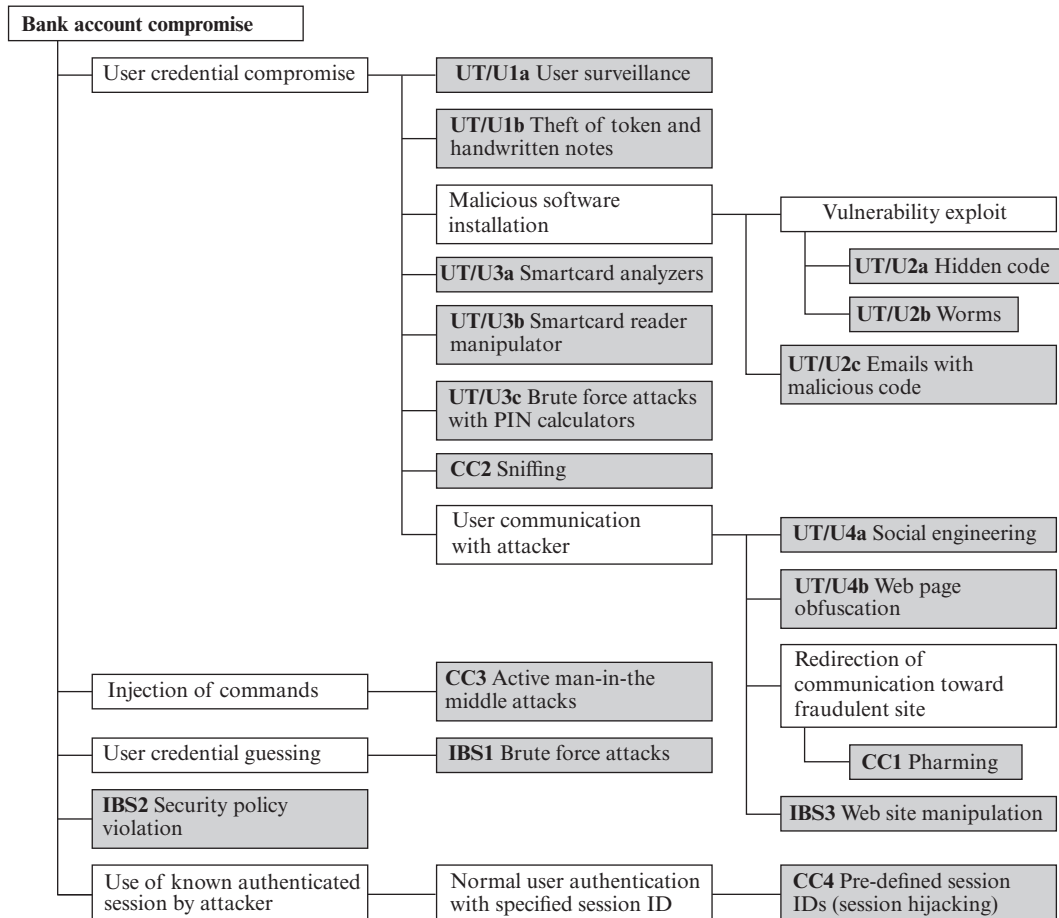 Bank account compromise
User credential compromise
UT/U1a User surveillance
UT/U1b Theft of token and
handwritten notes
Malicious software
installation
Vulnerability exploit
UT/U2a Hidden code
UT/U2b Worms
UT/U2c Emails with
malicious code
UT/U3a Smartcard analyzers
UT/U3b Smartcard reader
manipulator
UT/U3c Brute force attacks
with PIN calculators
CC2 Sniffing
User communication
with attacker
UT/U4a Social engineering
UT/U4b Web page
obfuscation
Redirection of
communication toward
fraudulent site
CC1 Pharming
IBS3 Web site manipulation
Injection of commands
CC3 Active man-in-the
middle attacks
User credential guessing
IBS1 Brute force attacks
IBS2 Security policy
violation
Use of known authenticated
session by attacker
Normal user authentication
with specified session ID
CC4 Pre-defined session
IDs (session hijacking)